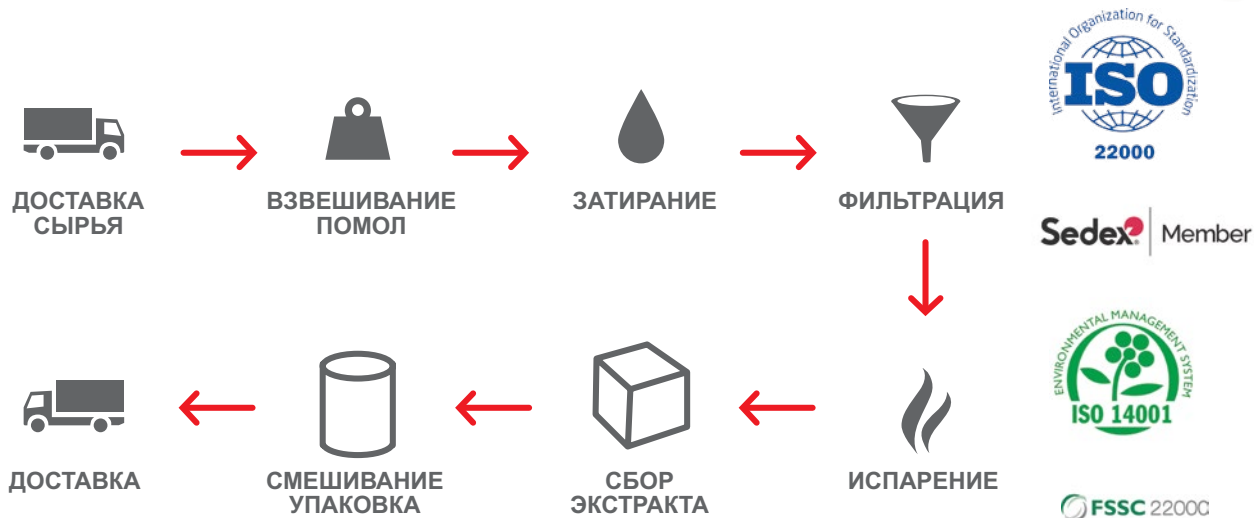 ДОСТАВКА
СЫРЬЯ
ВЗВЕШИВАНИЕ
ПОМОЛ
ЗАТИРАНИЕ
ФИЛЬТРАЦИЯ
ДОСТАВКА
СМЕШИВАНИЕ
УПАКОВКА
СБОР
ЭКСТРАКТА
ИСПАРЕНИЕ
International Organization for Standardization
ISO
22000
Sedex Member
ENVIRONMENTAL MANAGEMENT SYSTEM
ISO 14001
FSSC 22000